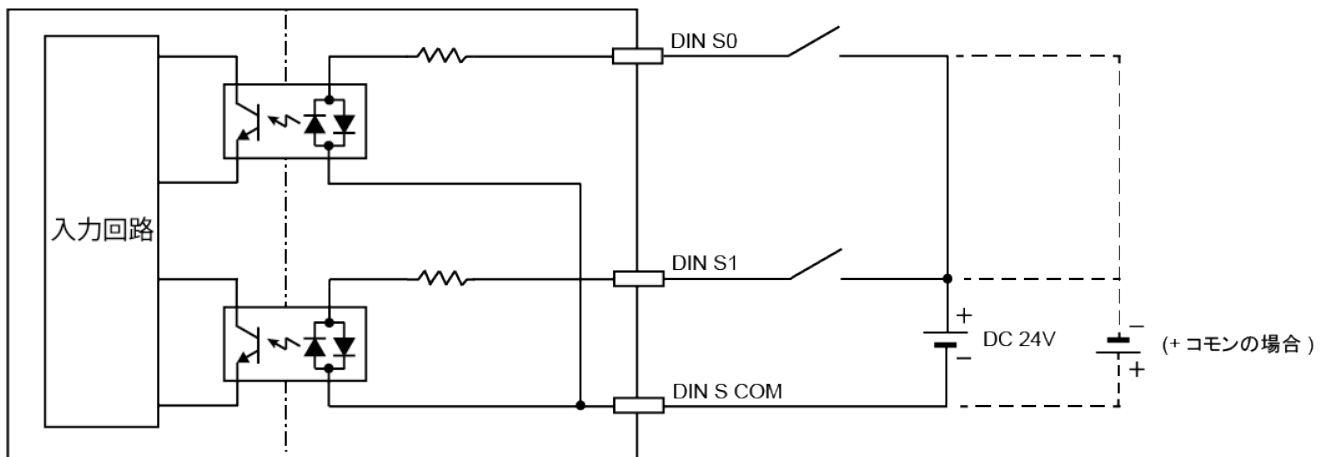 DIN S0
入力回路
DIN S1
+
DC 24V
−
−
(+ コモンの場合 )
+
DIN S COM